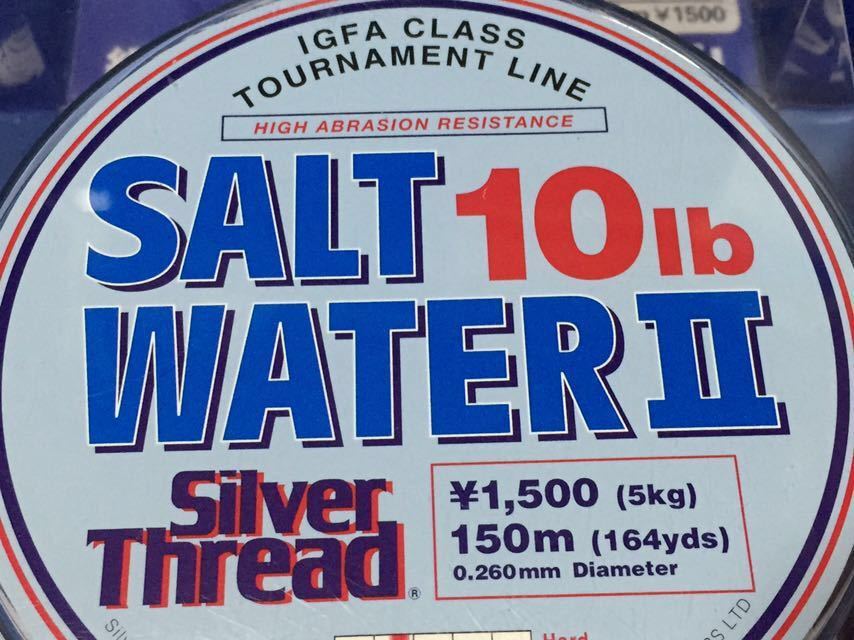 ¥1500
IGFA CLASS
TOURNAMENT LINE
HIGH ABRASION RESISTANCE
SALT 10lb
WATER II
Silver
Thread®
¥1,500 (5kg)
150m (164yds)
0.260mm Diameter
LTD
Hard